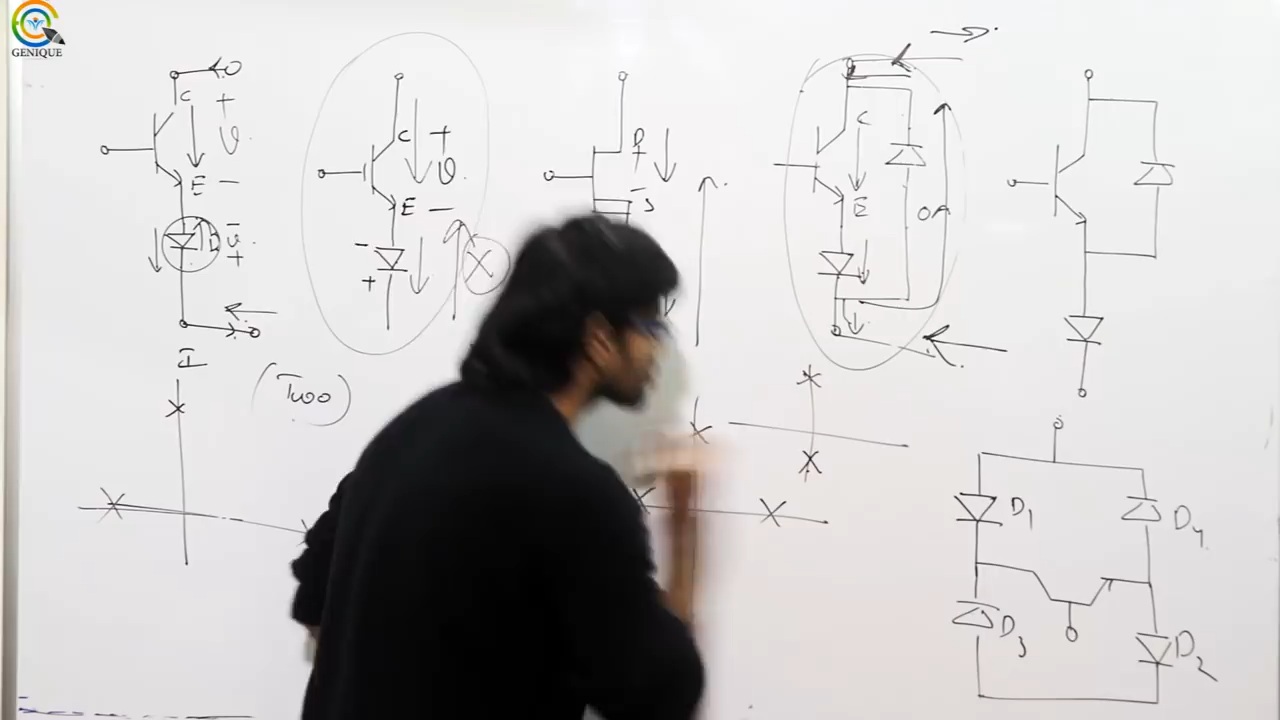 GENIQUE
C
+
υ
E –
I
(Two)
C
+
υ
E –
–
+
X
D
+
–
S
C
E
OA
D1
D4
D3
D2